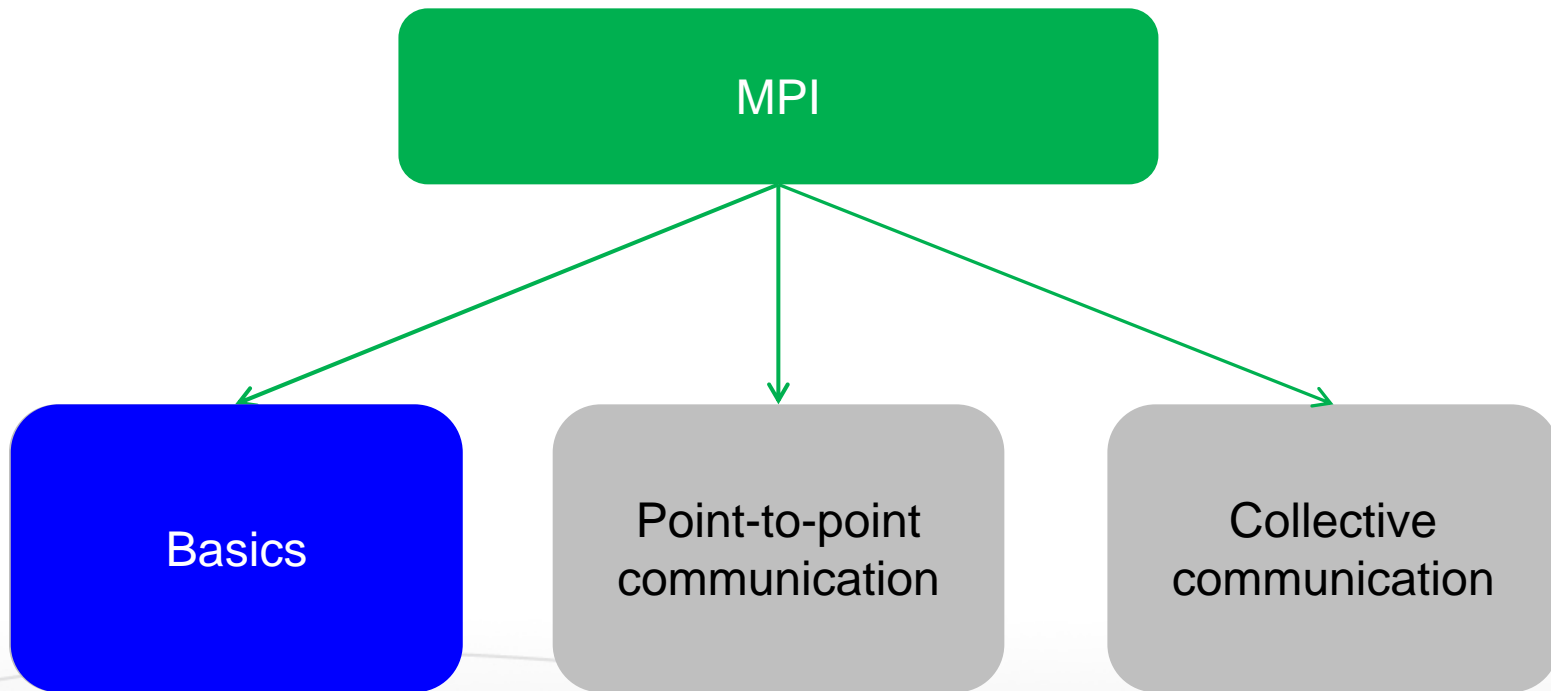 MPI
Basics
Point-to-point
communication
Collective
communication